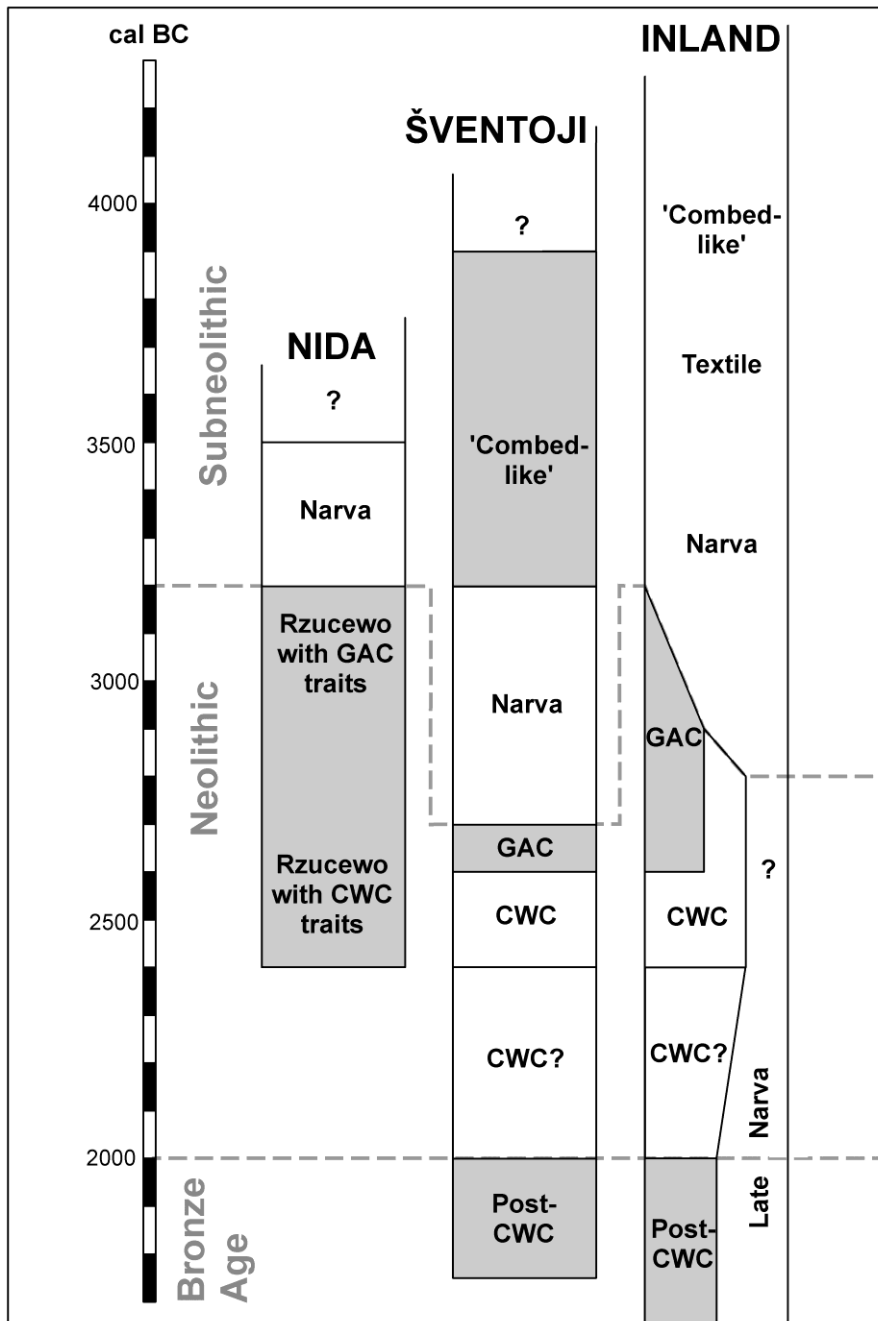 cal BC
4000
3500
3000
2500
2000
Subneolithic
Neolithic
Bronze
Age
NIDA
?
Narva
Rzucewo
with GAC
traits
Rzucewo
with CWC
traits
ŠVENTOJI
?
'Combed-
like'
Narva
GAC
CWC
CWC?
Post-
CWC
INLAND
'Combed-
like'
Textile
Narva
GAC
?
CWC
CWC?
Late Narva
Post-
CWC